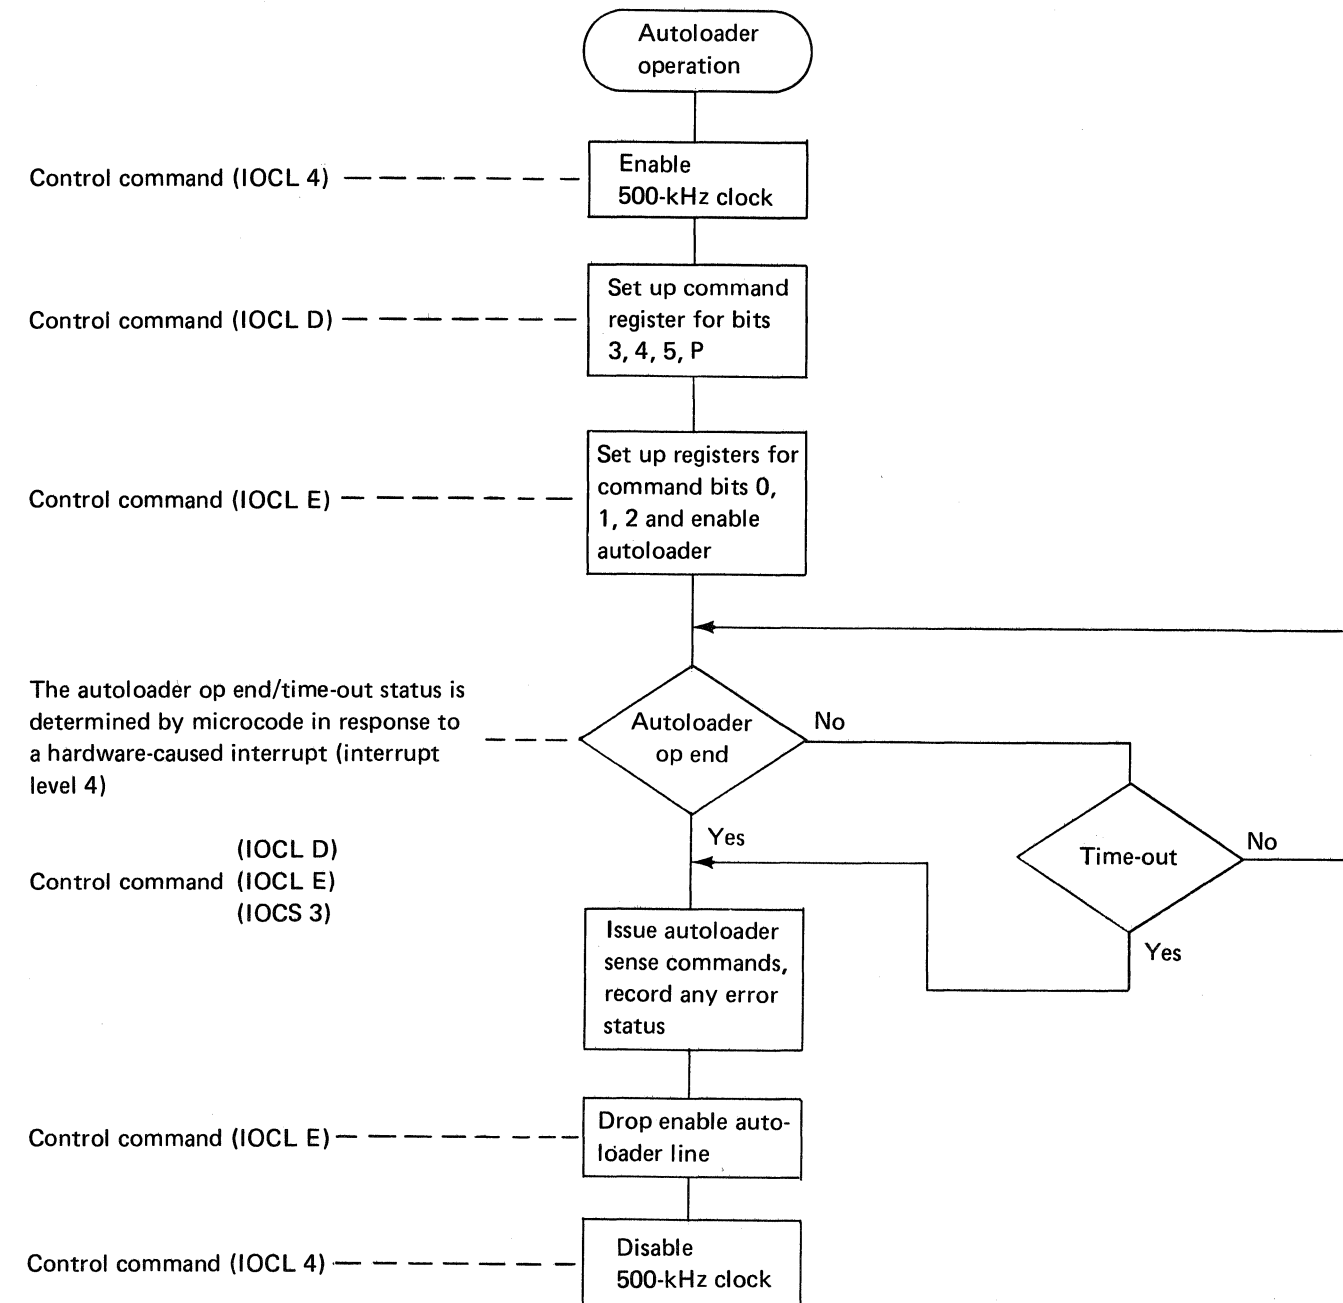 Autoloader
operation
Control command (IOCL 4)
Enable
500-kHz clock
Control command (IOCL D)
Set up command
register for bits
3, 4, 5, P
Control command (IOCL E)
Set up registers for
command bits 0,
1, 2 and enable
autoloader
The autoloader op end/time-out status is
determined by microcode in response to
a hardware-caused interrupt (interrupt
level 4)
Autoloader
op end
No
Yes
Time-out
No
Yes
(IOCL D)
Control command (IOCL E)
(IOCS 3)
Issue autoloader
sense commands,
record any error
status
Control command (IOCL E)
Drop enable auto-
loader line
Control command (IOCL 4)
Disable
500-kHz clock